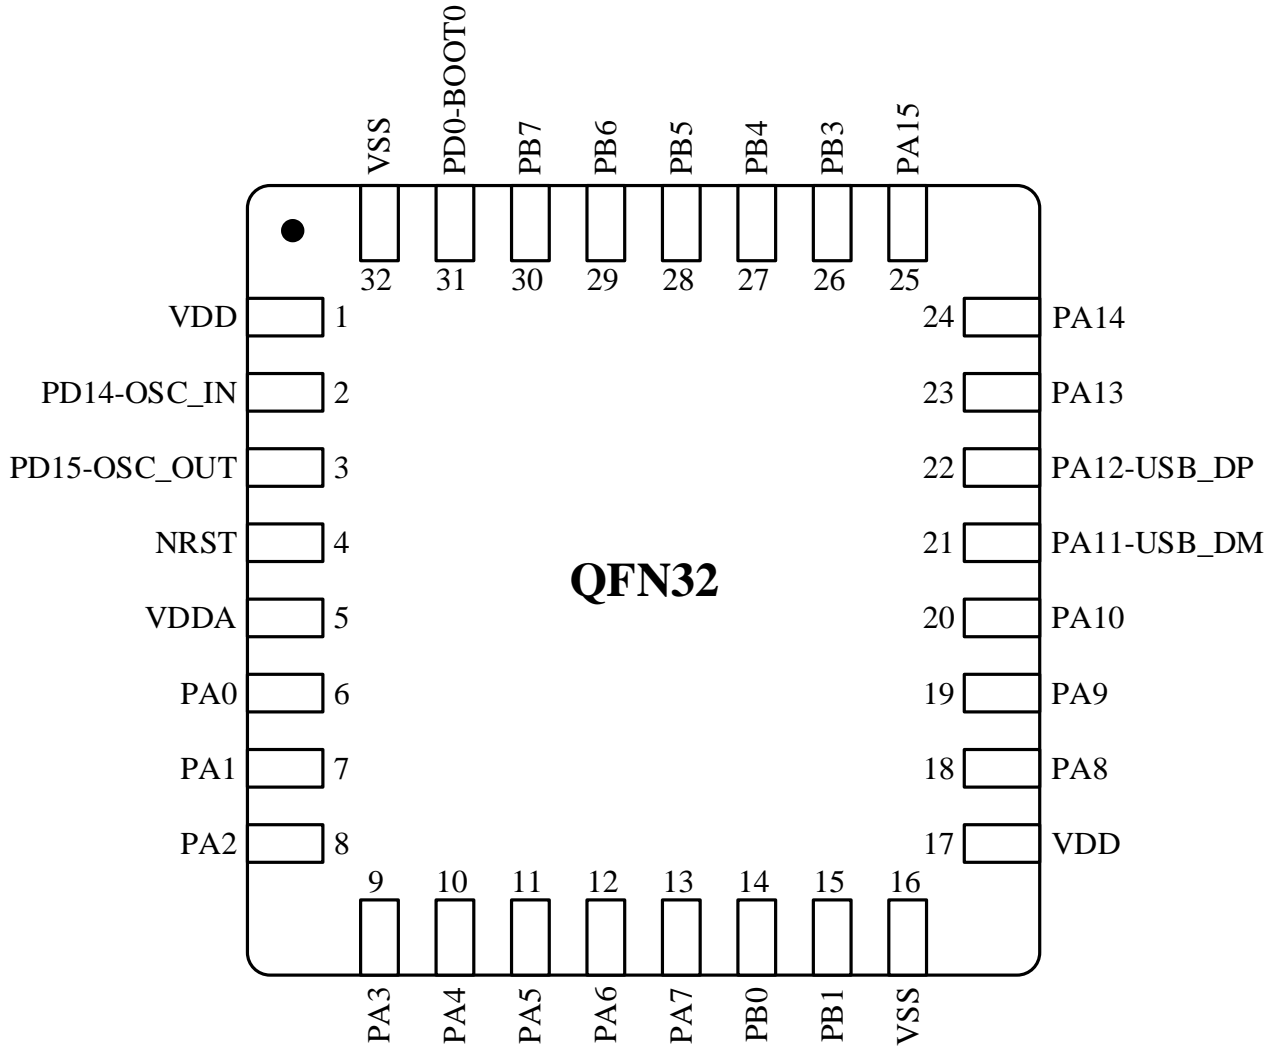 VSS
PD0-BOOT0
PB7
PB6
PB5
PB4
PB3
PA15
32 31 30 29 28 27 26 25
VDD 1
24 PA14
PD14-OSC_IN 2
23 PA13
PD15-OSC_OUT 3
22 PA12-USB_DP
NRST 4
21 PA11-USB_DM
QFN32
VDDA 5
20 PA10
PA0 6
19 PA9
PA1 7
18 PA8
PA2 8
17 VDD
9 10 11 12 13 14 15 16
PA3
PA4
PA5
PA6
PA7
PB0
PB1
VSS